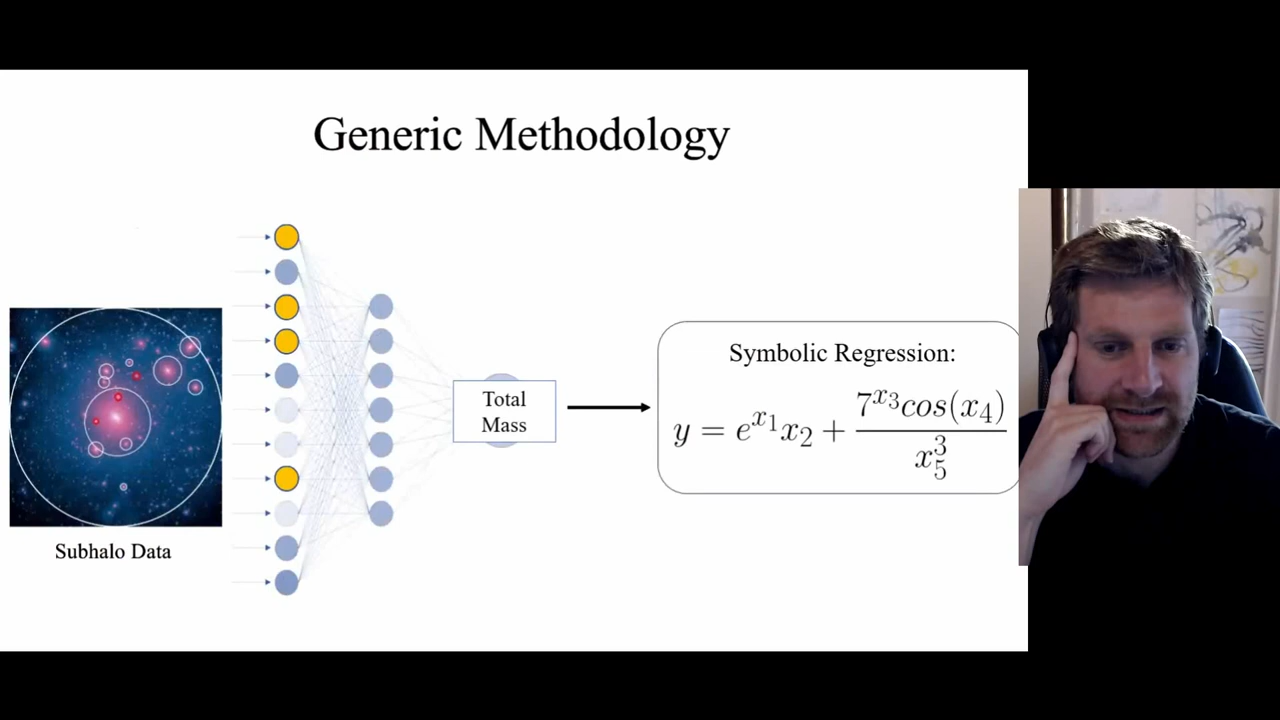 Generic Methodology
Subhalo Data
Total
Mass
Symbolic Regression:
y = e^{x_1}x_2 + \frac{7^{x_3}cos(x_4)}{x_5^3}